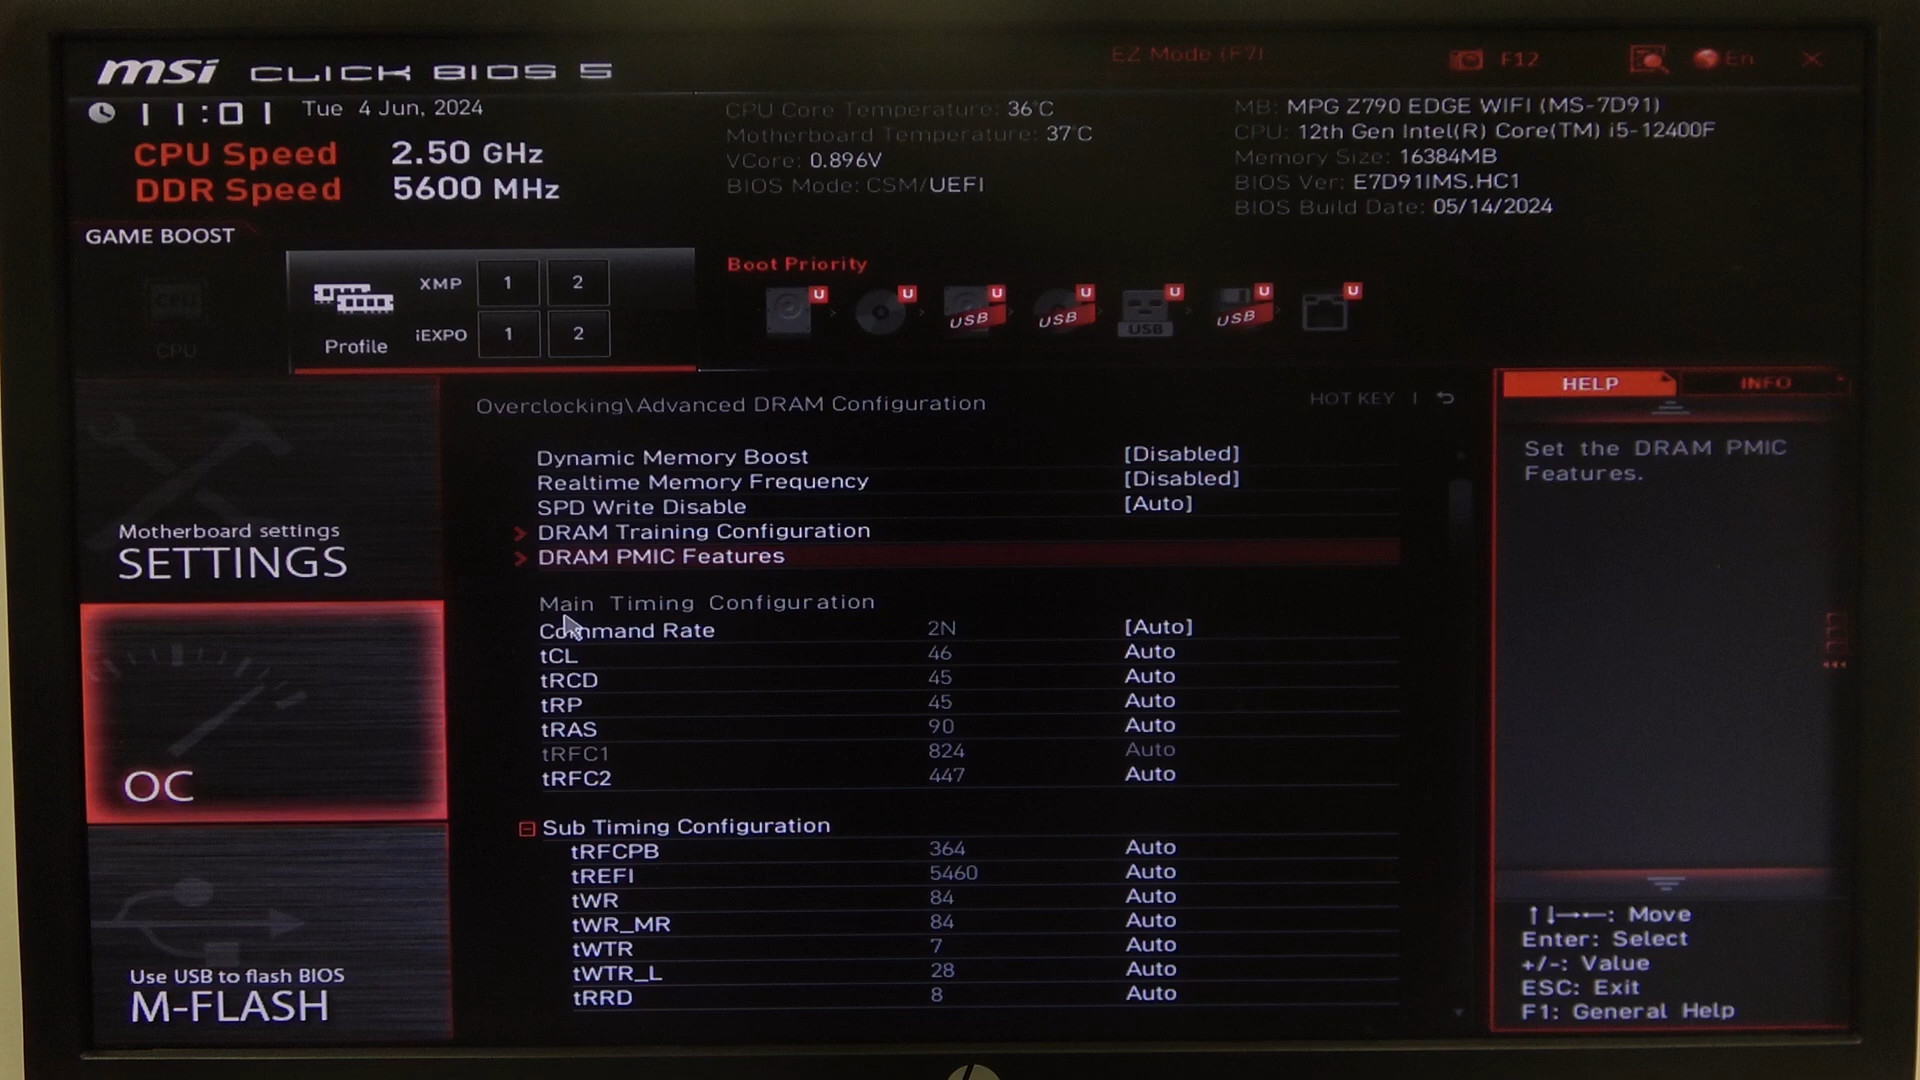 msi CLICK BIOS 5
EZ Mode (F7)
F12
En
11:01 Tue 4 Jun, 2024
CPU Speed 2.50 GHz
DDR Speed 5600 MHz
CPU Core Temperature: 36°C
Motherboard Temperature: 37°C
VCore: 0.896V
BIOS Mode: CSM/UEFI
MB: MPG Z790 EDGE WIFI (MS-7D91)
CPU: 12th Gen Intel(R) Core(TM) i5-12400F
Memory Size: 16384MB
BIOS Ver: E7D91IMS.HC1
BIOS Build Date: 05/14/2024
GAME BOOST
CPU
CPU
Profile
XMP 1 2
iEXPO 1 2
Boot Priority
U U U U U U U
USB USB USB USB
Motherboard settings
SETTINGS
OC
Use USB to flash BIOS
M-FLASH
Overclocking\Advanced DRAM Configuration
HOT KEY |
Dynamic Memory Boost [Disabled]
Realtime Memory Frequency [Disabled]
SPD Write Disable [Auto]
> DRAM Training Configuration
> DRAM PMIC Features
Main Timing Configuration
Command Rate 2N [Auto]
tCL 46 Auto
tRCD 45 Auto
tRP 45 Auto
tRAS 90 Auto
tRFC1 824 Auto
tRFC2 447 Auto
Sub Timing Configuration
tRFCPB 364 Auto
tREFI 5460 Auto
tWR 84 Auto
tWR_MR 84 Auto
tWTR 7 Auto
tWTR_L 28 Auto
tRRD 8 Auto
HELP
INFO
Set the DRAM PMIC
Features.
↑↓→←: Move
Enter: Select
+/-: Value
ESC: Exit
F1: General Help
hp